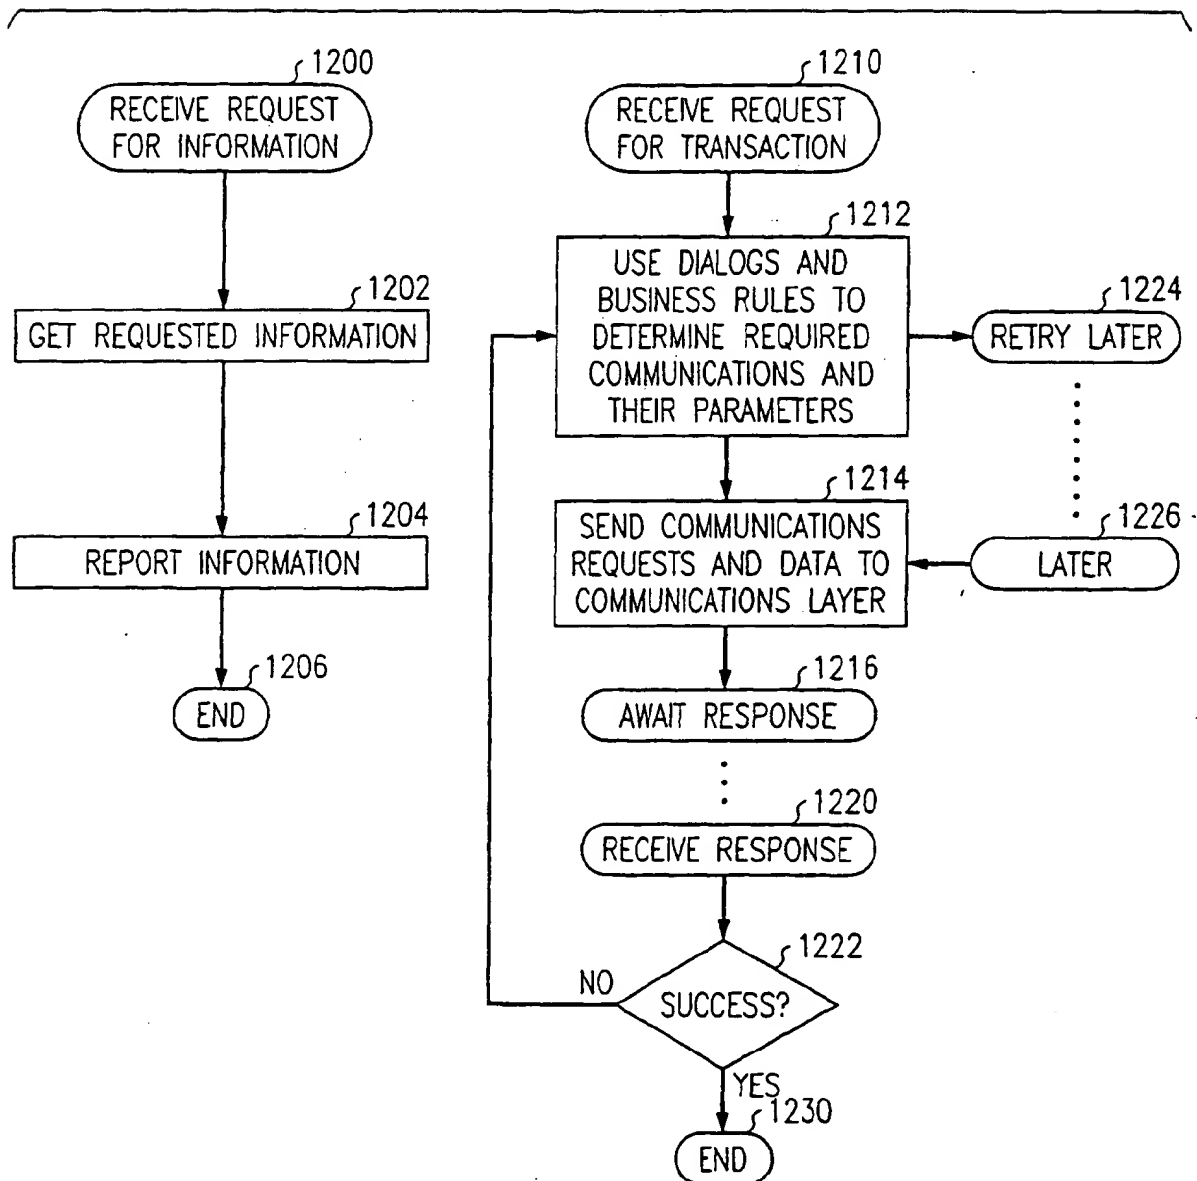 1200
RECEIVE REQUEST
FOR INFORMATION
1202
GET REQUESTED INFORMATION
1204
REPORT INFORMATION
1206
END
1210
RECEIVE REQUEST
FOR TRANSACTION
1212
USE DIALOGS AND
BUSINESS RULES TO
DETERMINE REQUIRED
COMMUNICATIONS AND
THEIR PARAMETERS
1224
RETRY LATER
1214
SEND COMMUNICATIONS
REQUESTS AND DATA TO
COMMUNICATIONS LAYER
1226
LATER
1216
AWAIT RESPONSE
1220
RECEIVE RESPONSE
1222
SUCCESS?
NO
YES
1230
END